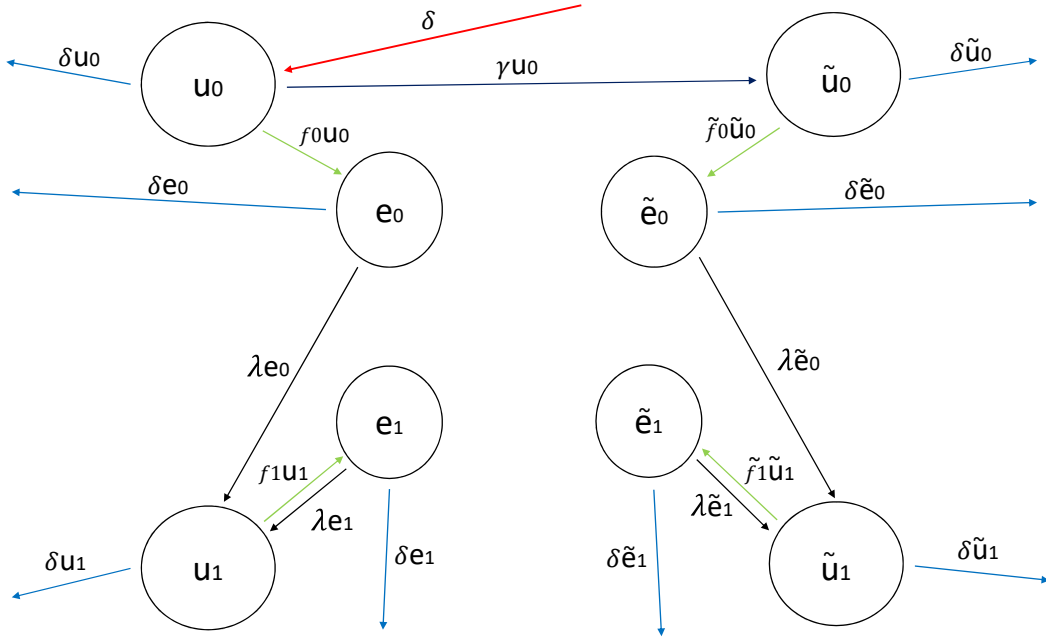 δ
δu₀
u₀
γu₀
ũ₀
δũ₀
f₀u₀
f̃₀ũ₀
δe₀
e₀
ẽ₀
δẽ₀
λe₀
λẽ₀
e₁
ẽ₁
f₁u₁
f̃₁ũ₁
λe₁
λẽ₁
δu₁
u₁
δe₁
δẽ₁
ũ₁
δũ₁